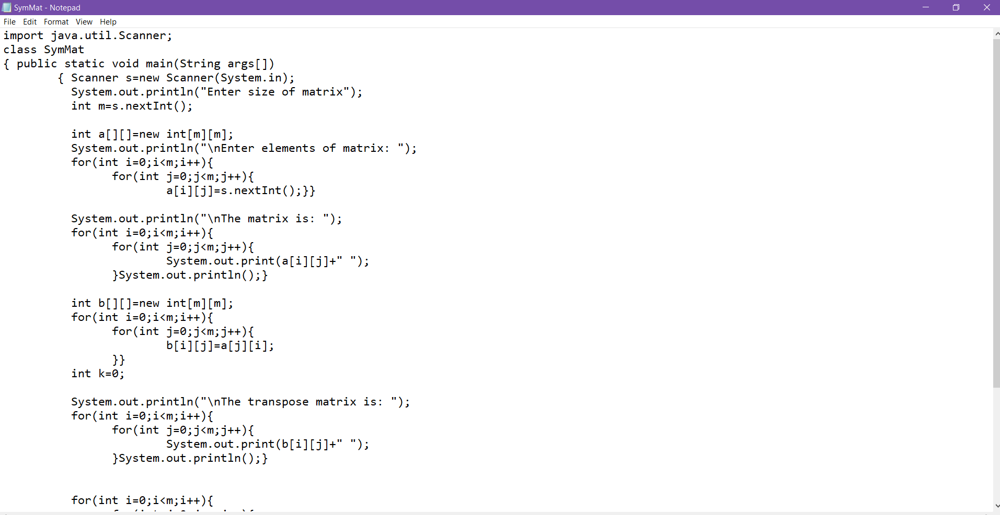 SymMat - Notepad
File Edit Format View Help
import java.util.Scanner;
class SymMat
{ public static void main(String args[])
{ Scanner s=new Scanner(System.in);
System.out.println("Enter size of matrix");
int m=s.nextInt();
int a[][]=new int[m][m];
System.out.println("\nEnter elements of matrix: ");
for(int i=0;i<m;i++){
for(int j=0;j<m;j++){
a[i][j]=s.nextInt();}}
System.out.println("\nThe matrix is: ");
for(int i=0;i<m;i++){
for(int j=0;j<m;j++){
System.out.print(a[i][j]+" ");
}System.out.println();}
int b[][]=new int[m][m];
for(int i=0;i<m;i++){
for(int j=0;j<m;j++){
b[i][j]=a[j][i];
}}
int k=0;
System.out.println("\nThe transpose matrix is: ");
for(int i=0;i<m;i++){
for(int j=0;j<m;j++){
System.out.print(b[i][j]+" ");
}System.out.println();}
for(int i=0;i<m;i++){